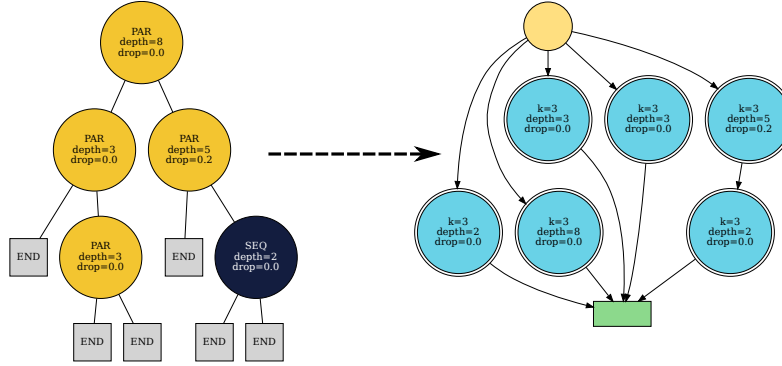 PAR
depth=8
drop=0.0
PAR
depth=3
drop=0.0
PAR
depth=5
drop=0.2
END
PAR
depth=3
drop=0.0
END
SEQ
depth=2
drop=0.0
END
END
END
END
k=3
depth=3
drop=0.0
k=3
depth=3
drop=0.0
k=3
depth=5
drop=0.2
k=3
depth=2
drop=0.0
k=3
depth=8
drop=0.0
k=3
depth=2
drop=0.0